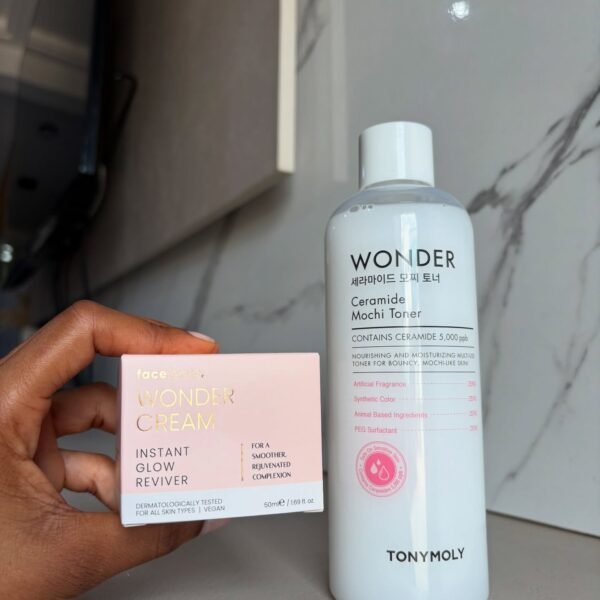 face
WONDER
CREAM
INSTANT
GLOW
REVIVER
FOR A
SMOOTHER,
REJUVENATED
COMPLEXION
DERMATOLOGICALLY TESTED
FOR ALL SKIN TYPES | VEGAN
50ml℮ / 1.69 fl. oz.
WONDER
세라마이드 모찌 토너
Ceramide
Mochi Toner
CONTAINS CERAMIDE 5,000 ppb
NOURISHING AND MOISTURIZING MULTI-USE
TONER FOR BOUNCY, MOCHI-LIKE SKIN!
Artificial Fragrance
Synthetic Color
Animal Based Ingredients
PEG Surfactant
TONYMOLY